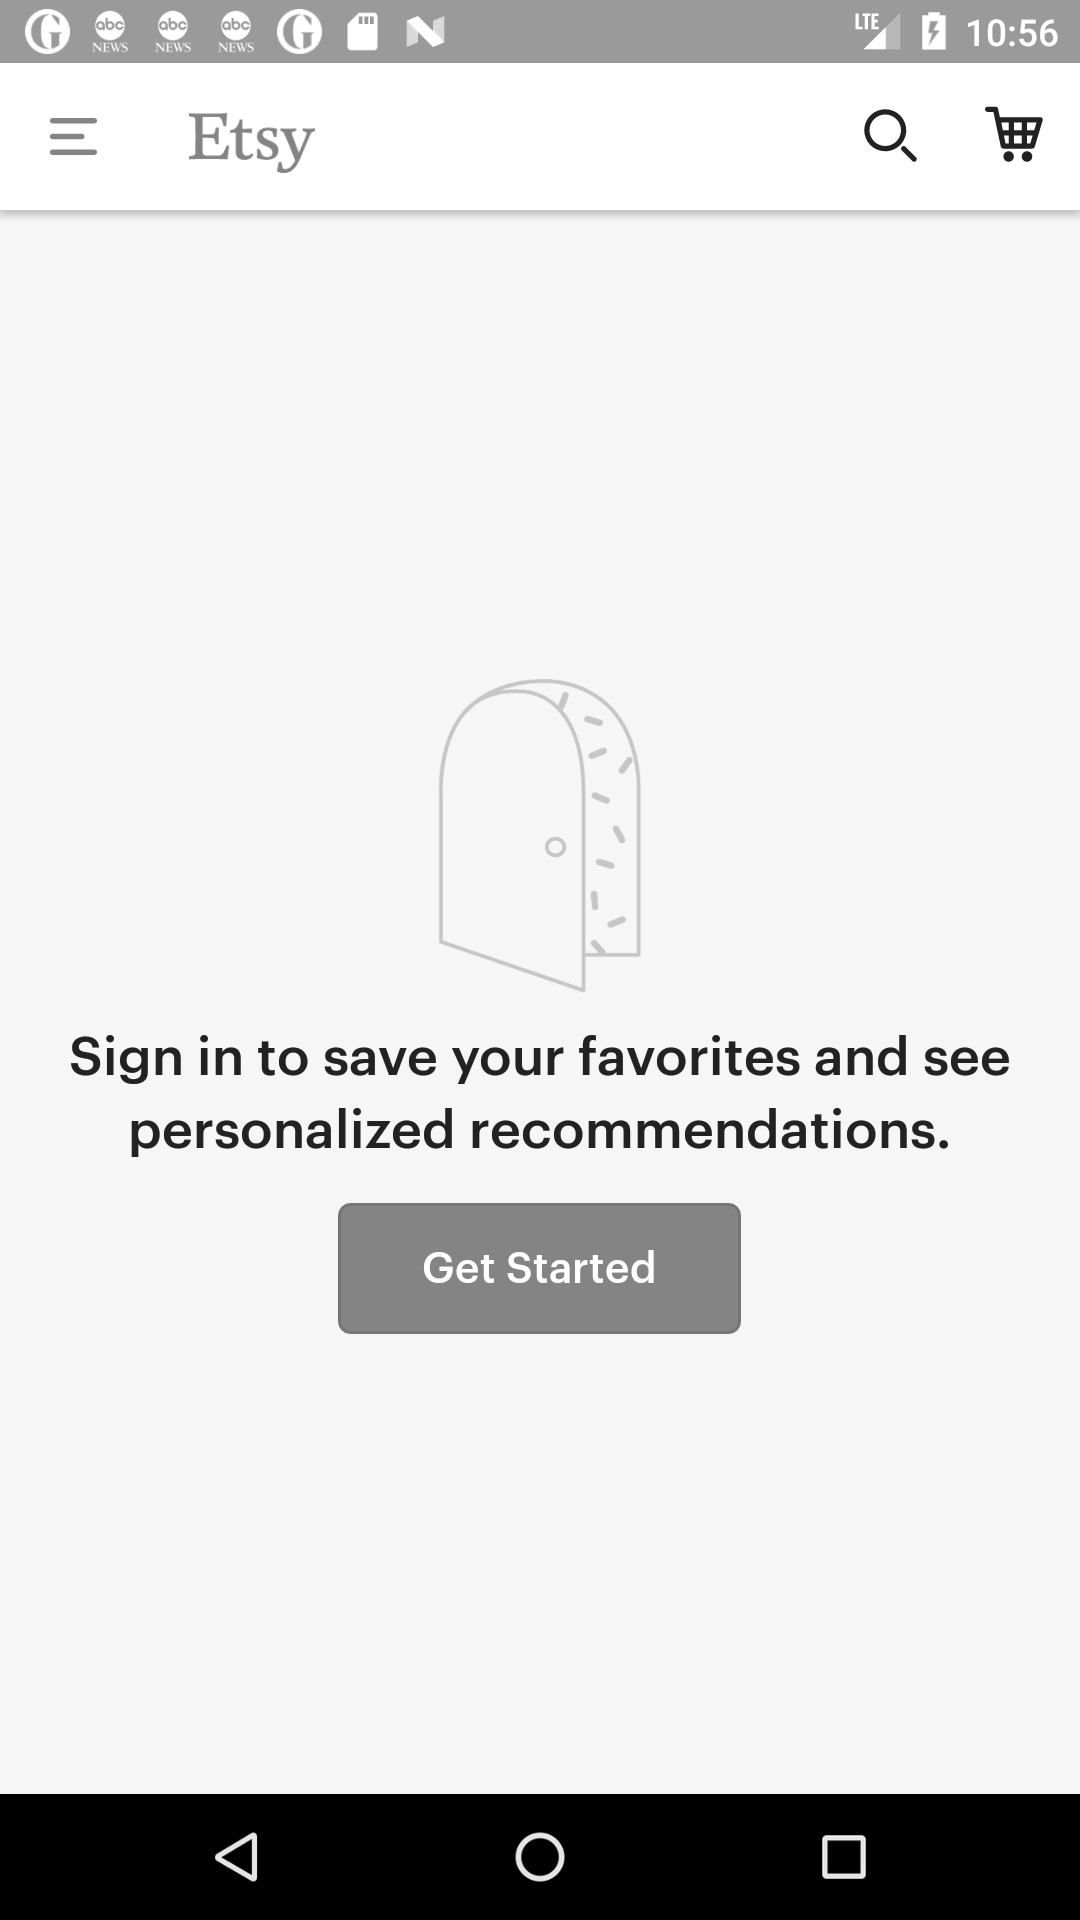 abc NEWS abc NEWS abc NEWS LTE 10:56
Etsy
Sign in to save your favorites and see
personalized recommendations.
Get Started